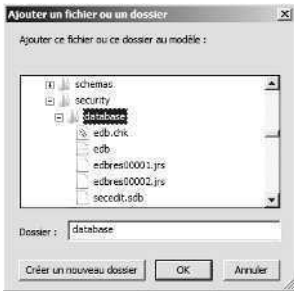 Ajouter un fichier ou un dossier
Ajouter ce fichier ou ce dossier au modèle :
schemas
security
database
edb.chk
edb
edbres00001.jrs
edbres00002.jrs
secedit.sdb
Dossier : database
Créer un nouveau dossier OK Annuler